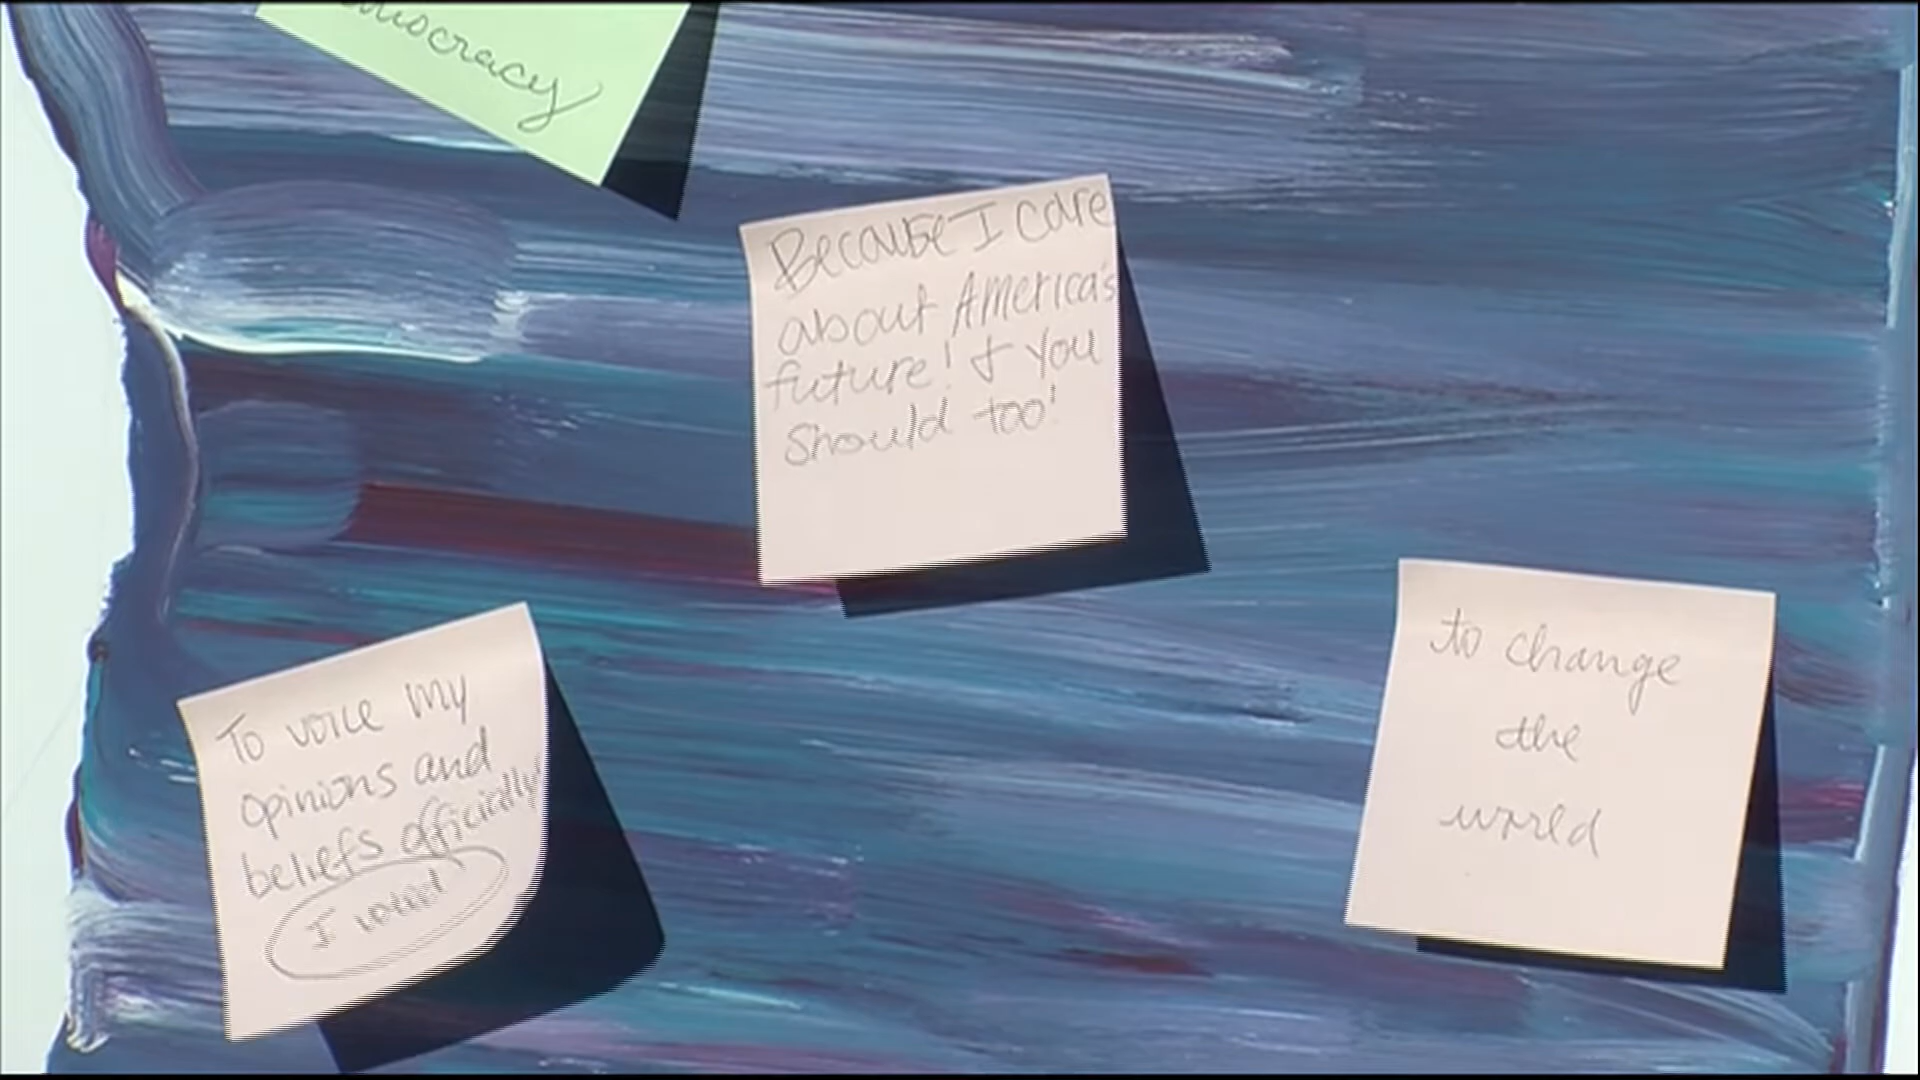 Because I care
about America's
future! & You
should too!
To voice my
opinions and
beliefs officially!
I voted!
to change
the
world